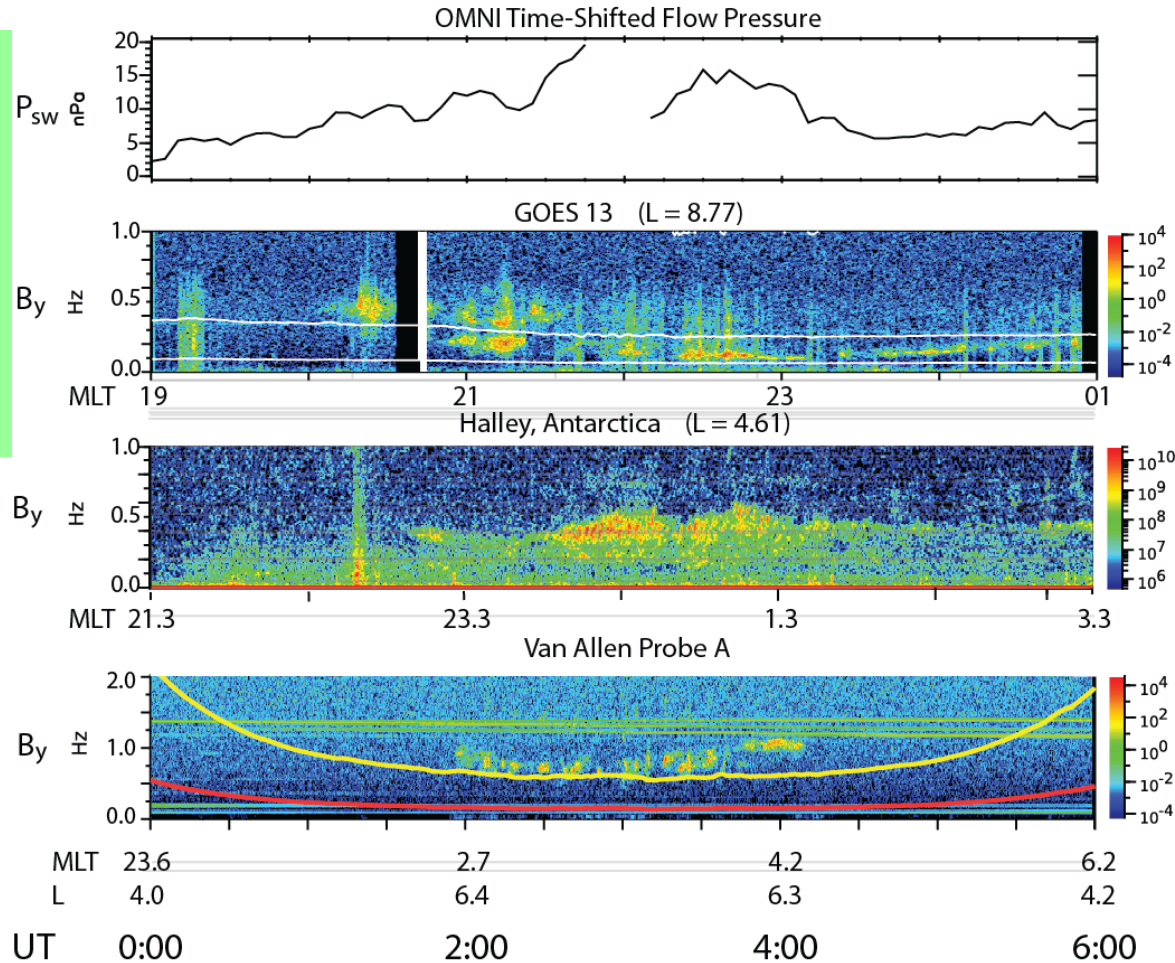 OMNI Time-Shifted Flow Pressure
20
15
10
5
0
P_SW nPa
GOES 13 (L = 8.77)
1.0
0.5
0.0
B_y Hz
10^4
10^2
10^0
10^-2
10^-4
MLT 19 21 23 01
Halley, Antarctica (L = 4.61)
1.0
0.5
0.0
B_y Hz
10^10
10^9
10^8
10^7
10^6
MLT 21.3 23.3 1.3 3.3
Van Allen Probe A
2.0
1.0
0.0
B_y Hz
10^4
10^2
10^0
10^-2
10^-4
MLT 23.6 2.7 4.2 6.2
L 4.0 6.4 6.3 4.2
UT 0:00 2:00 4:00 6:00